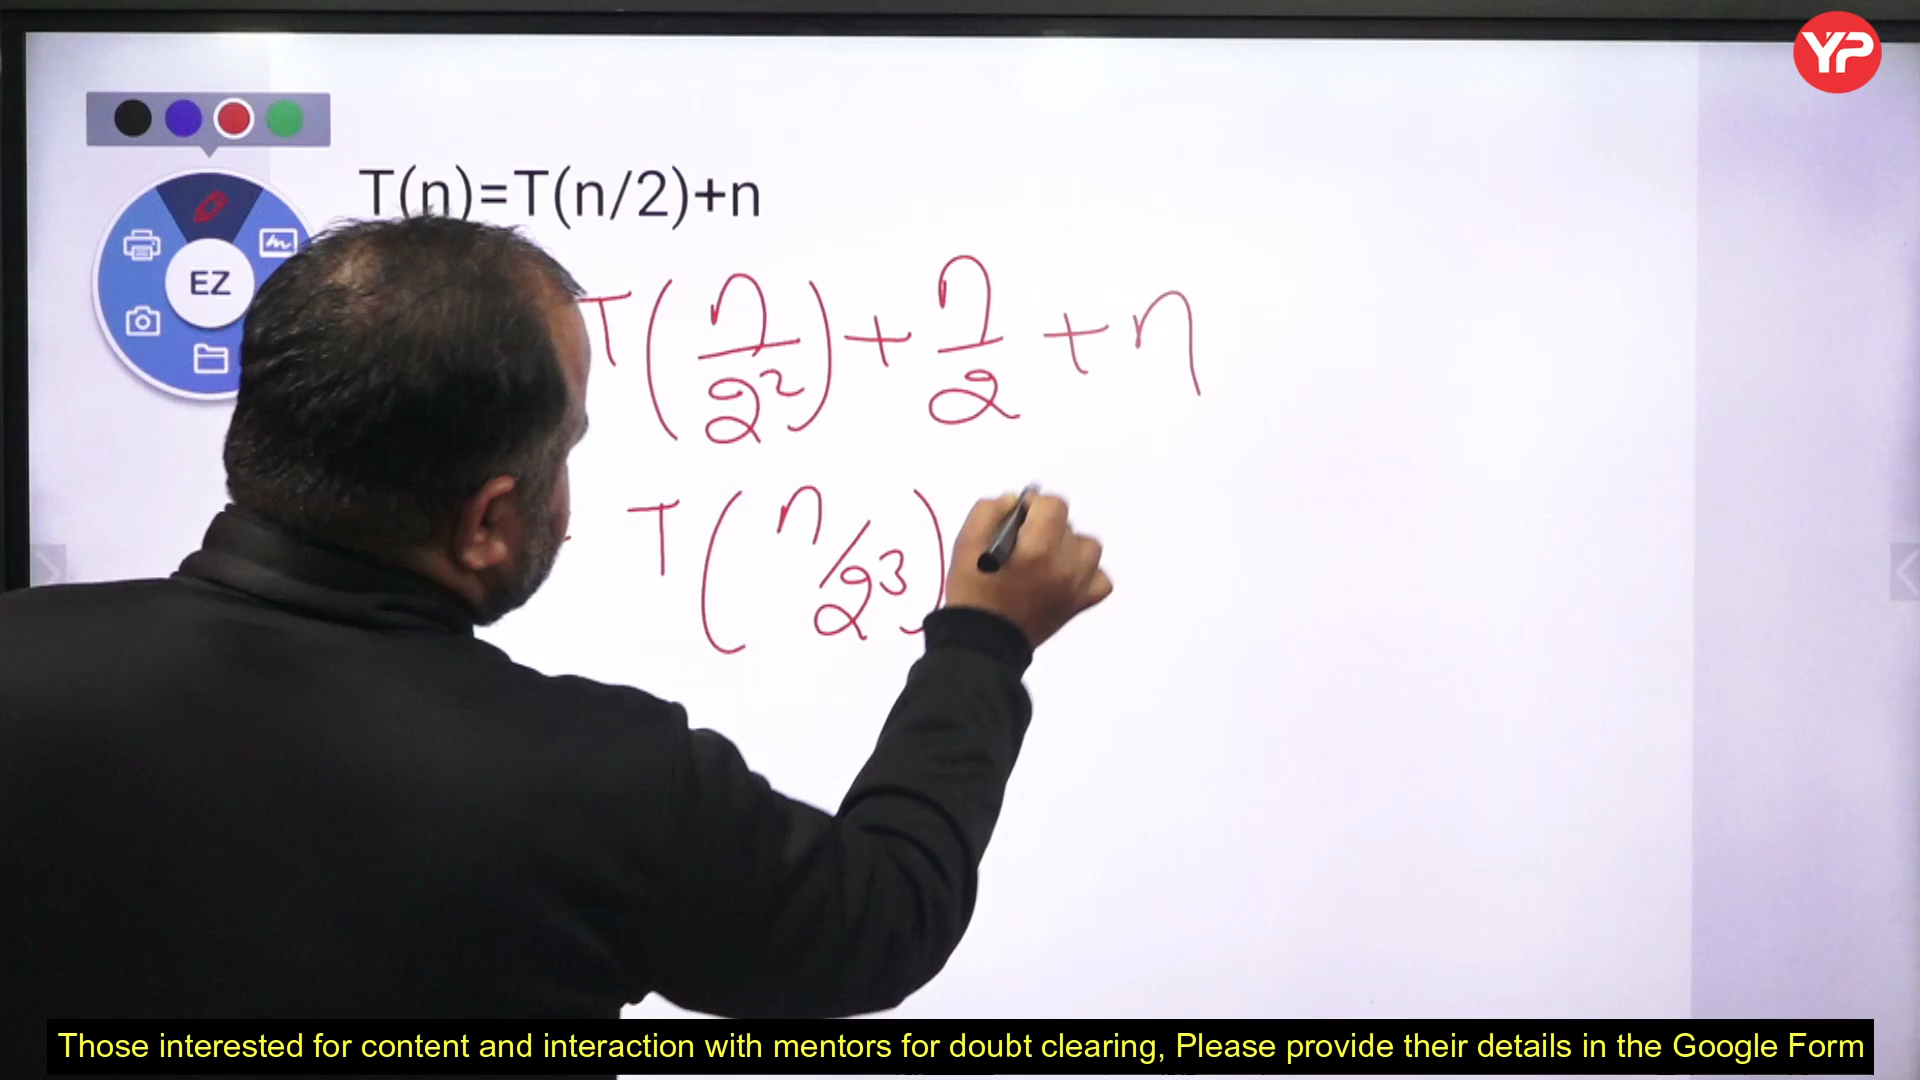 YP
T(n)=T(n/2)+n
EZ
T(n/2²)+n/2+n
T(n/2³)
Those interested for content and interaction with mentors for doubt clearing, Please provide their details in the Google Form